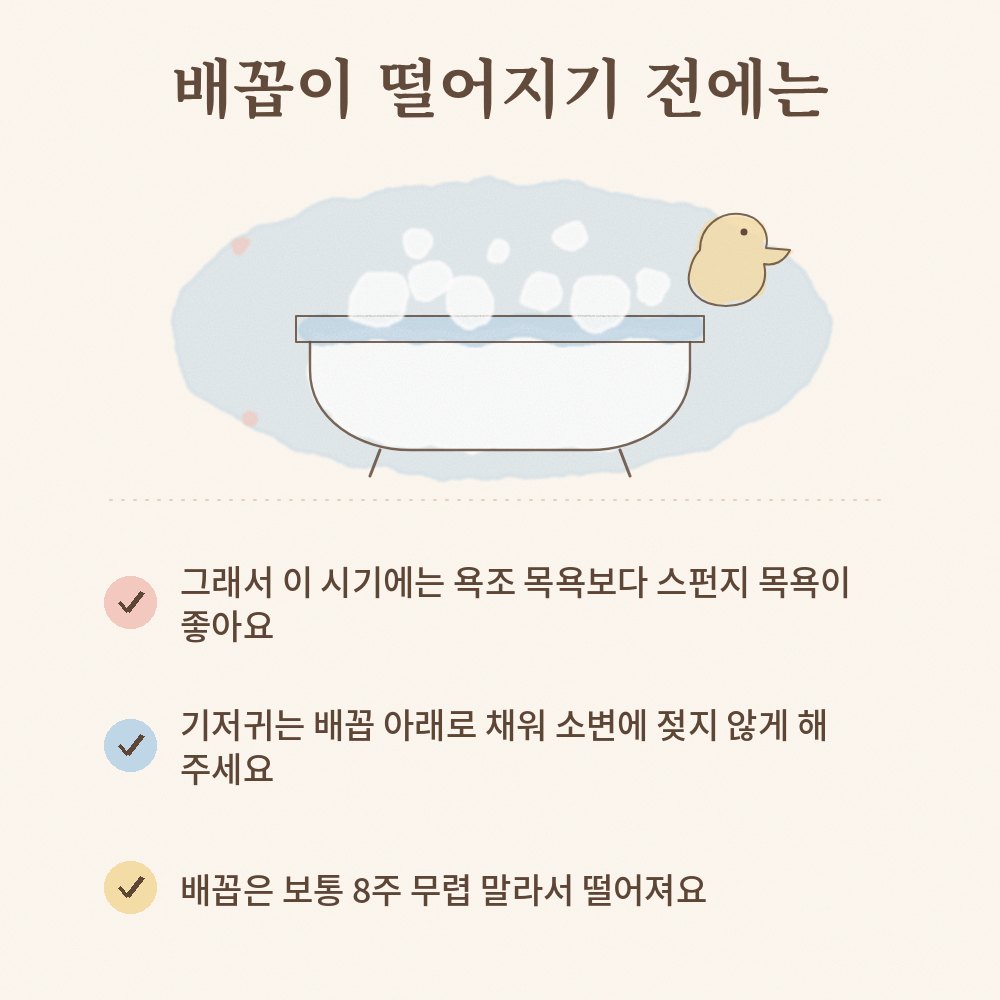 배꼽이 떨어지기 전에는
그래서 이 시기에는 욕조 목욕보다 스펀지 목욕이
좋아요
기저귀는 배꼽 아래로 채워 소변에 젖지 않게 해
주세요
배꼽은 보통 8주 무렵 말라서 떨어져요